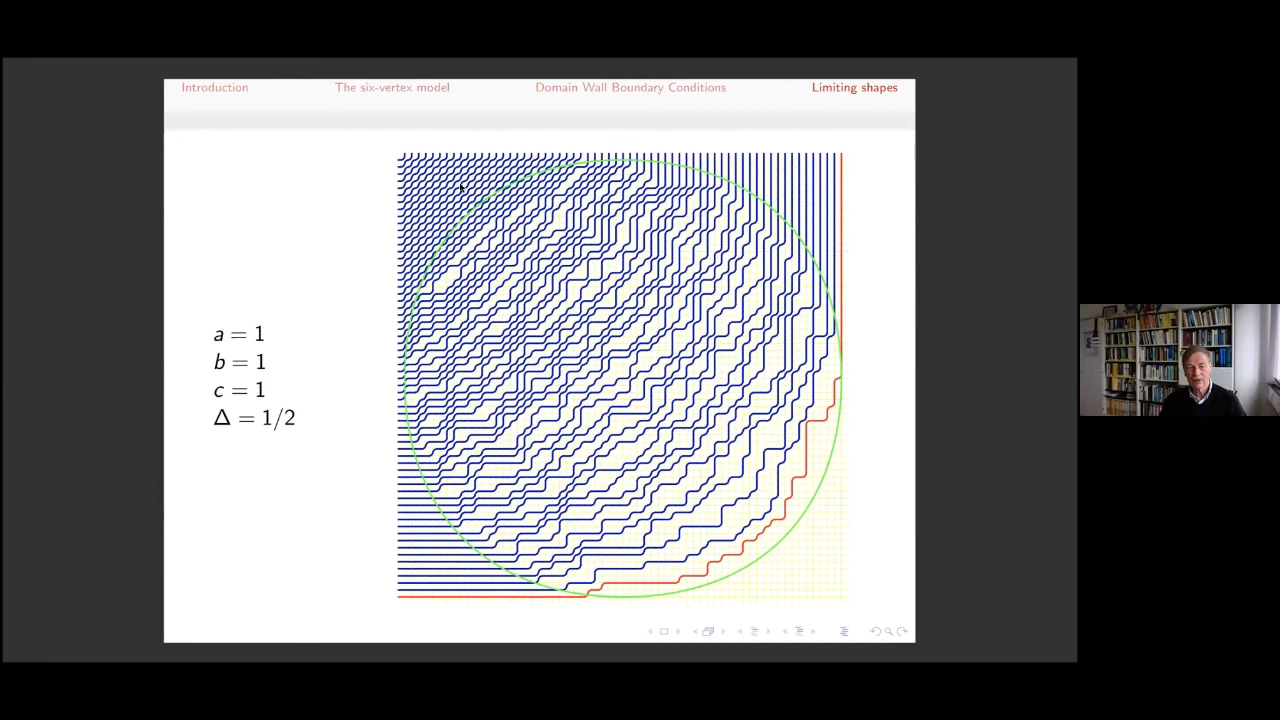 Introduction The six-vertex model Domain Wall Boundary Conditions Limiting shapes
a = 1
b = 1
c = 1
Δ = 1/2